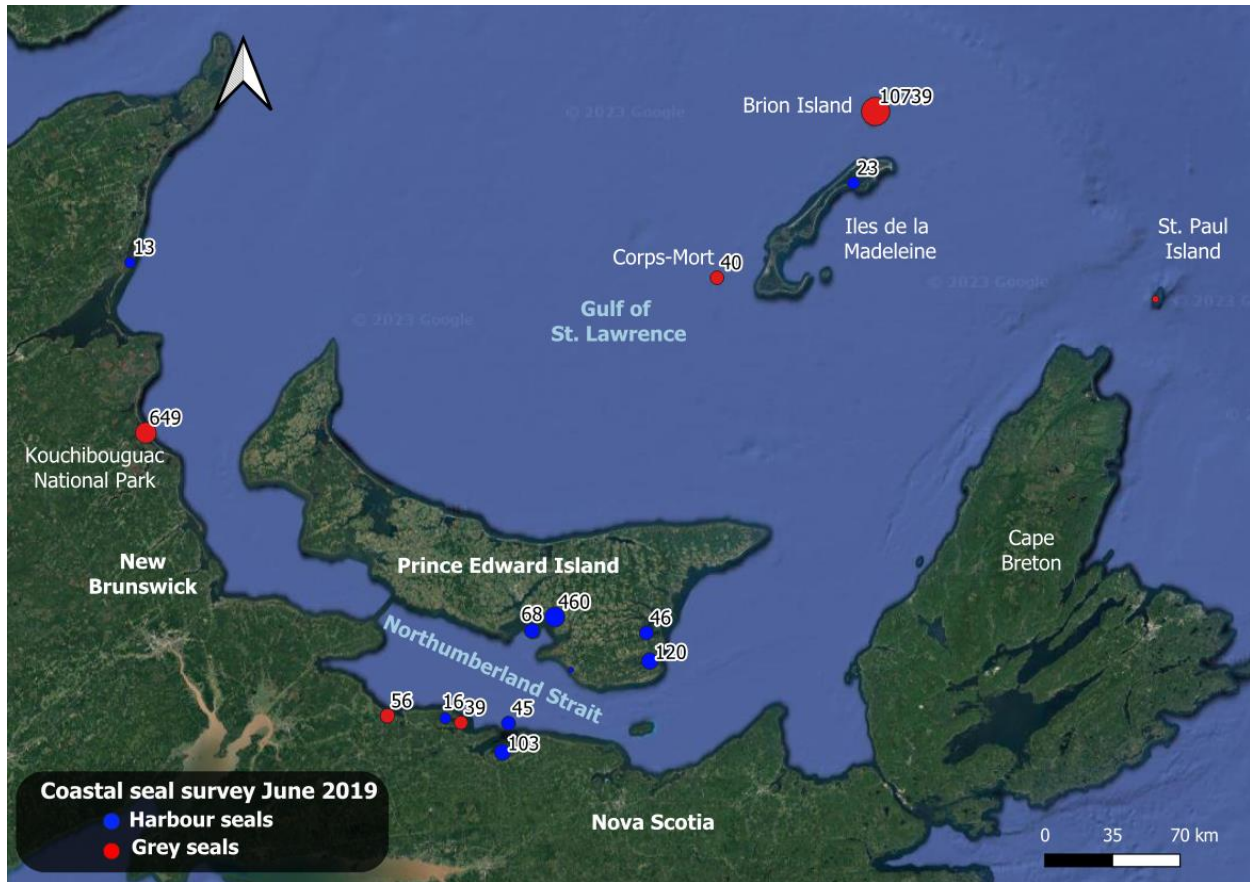 © 2023 Google
Brion Island
10739
23
Iles de la
Madeleine
St. Paul
Island
13
Corps-Mort
40
© 2023 Google
© 2023 G
Gulf of
St. Lawrence
© 2023 Google
649
Kouchibouguac
National Park
New
Brunswick
Prince Edward Island
Cape
Breton
68
460
46
120
Northumberland Strait
56
16
39
45
103
Coastal seal survey June 2019
Harbour seals
Grey seals
Nova Scotia
0 35 70 km